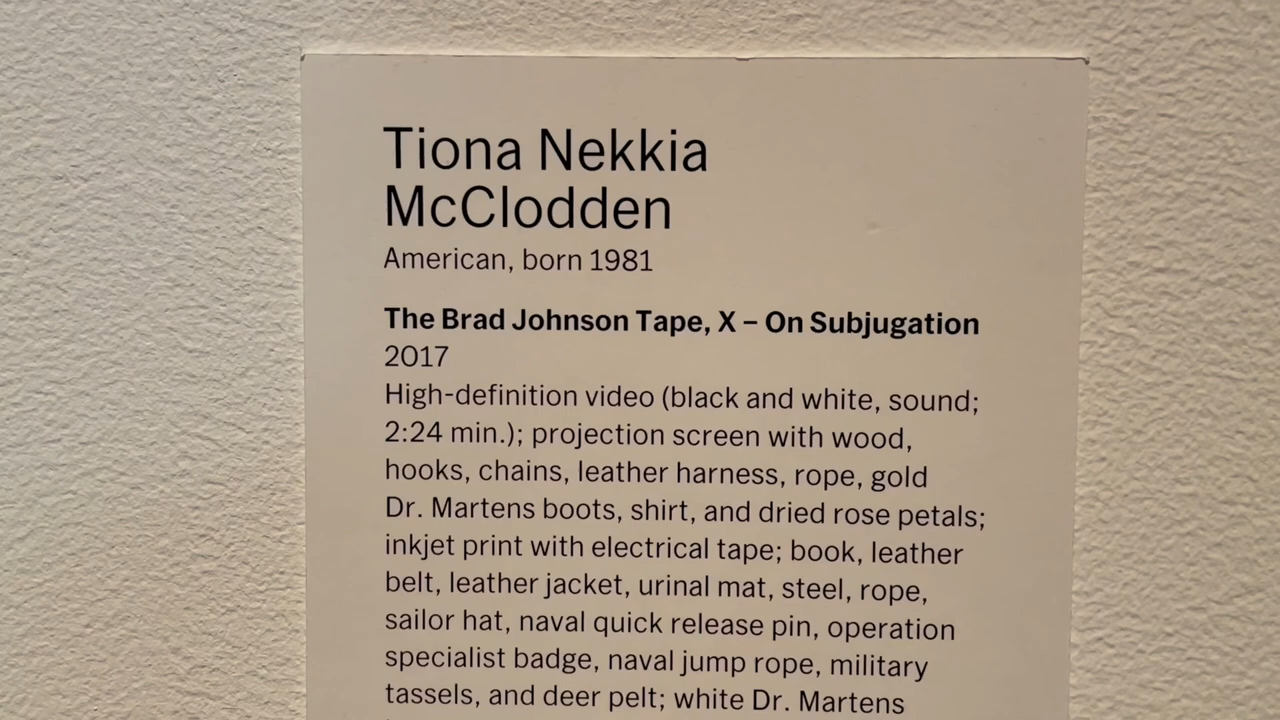 Tiona Nekkia
McClodden
American, born 1981
The Brad Johnson Tape, X – On Subjugation
2017
High-definition video (black and white, sound;
2:24 min.); projection screen with wood,
hooks, chains, leather harness, rope, gold
Dr. Martens boots, shirt, and dried rose petals;
inkjet print with electrical tape; book, leather
belt, leather jacket, urinal mat, steel, rope,
sailor hat, naval quick release pin, operation
specialist badge, naval jump rope, military
tassels, and deer pelt; white Dr. Martens